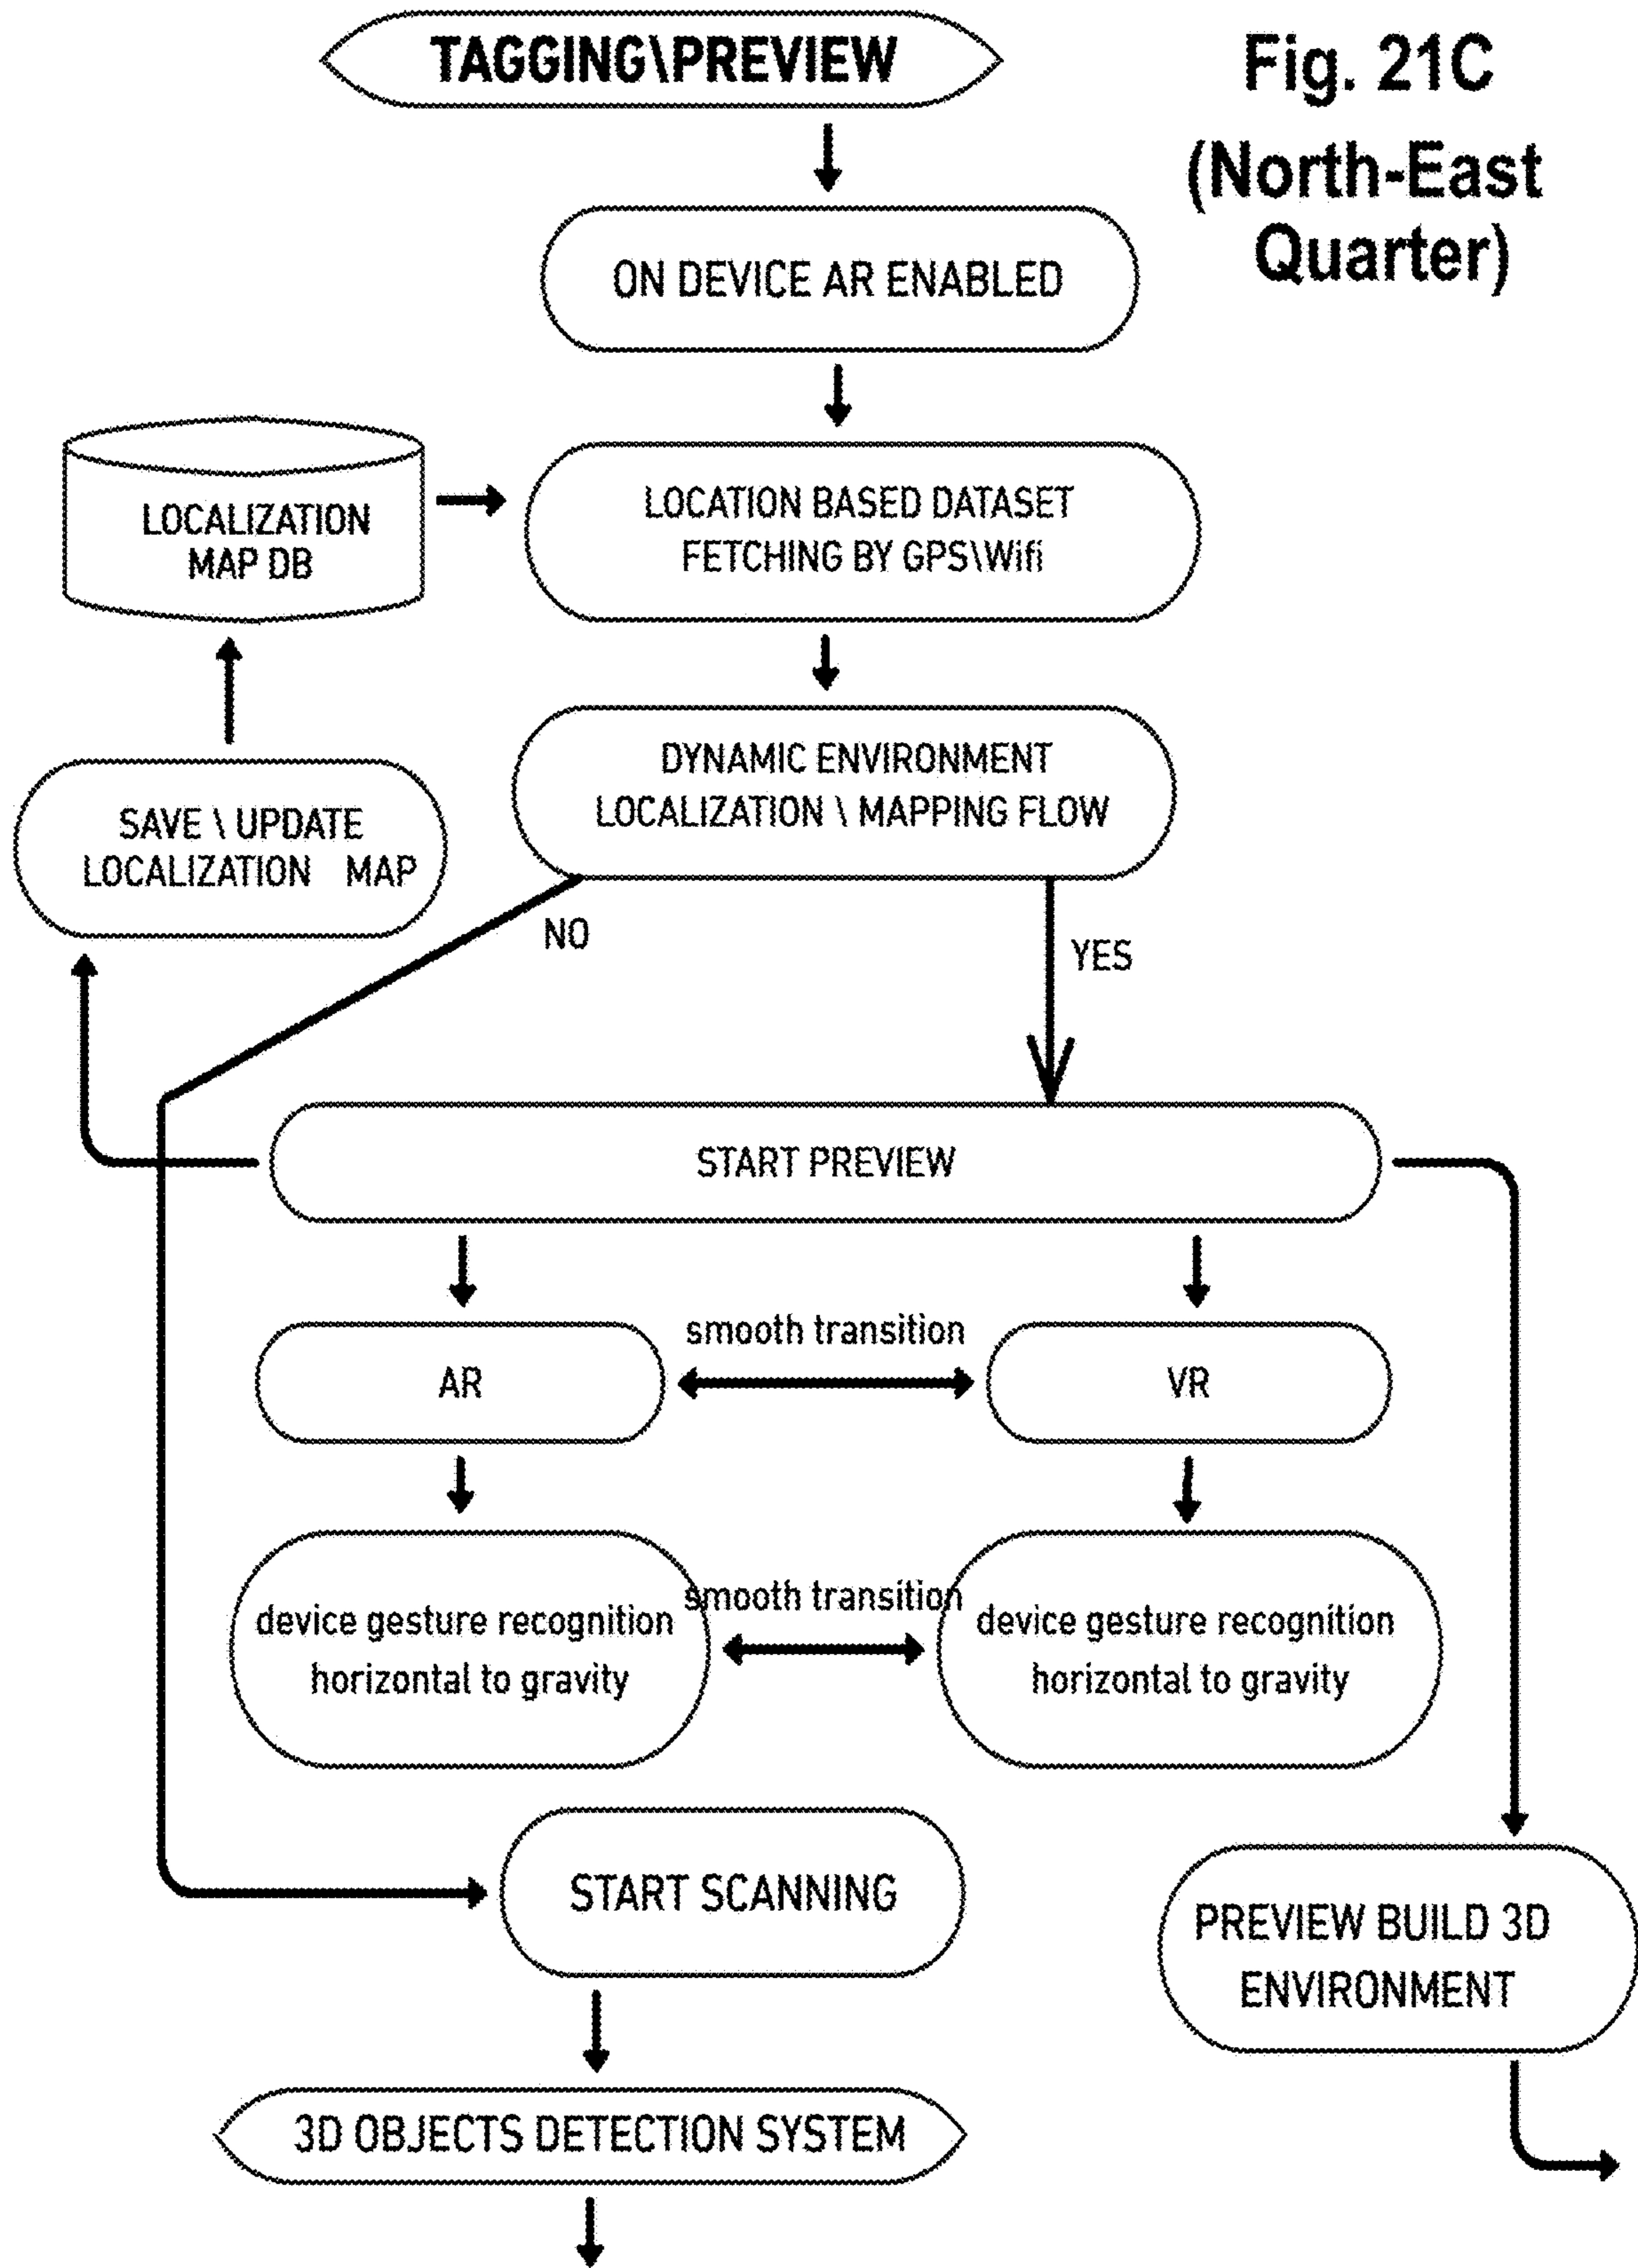 TAGGING\PREVIEW
Fig. 21C
(North-East
Quarter)
ON DEVICE AR ENABLED
LOCALIZATION
MAP DB
LOCATION BASED DATASET
FETCHING BY GPS\Wifi
SAVE \ UPDATE
LOCALIZATION MAP
DYNAMIC ENVIRONMENT
LOCALIZATION \ MAPPING FLOW
NO
YES
START PREVIEW
AR
smooth transition
VR
device gesture recognition
horizontal to gravity
smooth transition
device gesture recognition
horizontal to gravity
START SCANNING
PREVIEW BUILD 3D
ENVIRONMENT
3D OBJECTS DETECTION SYSTEM